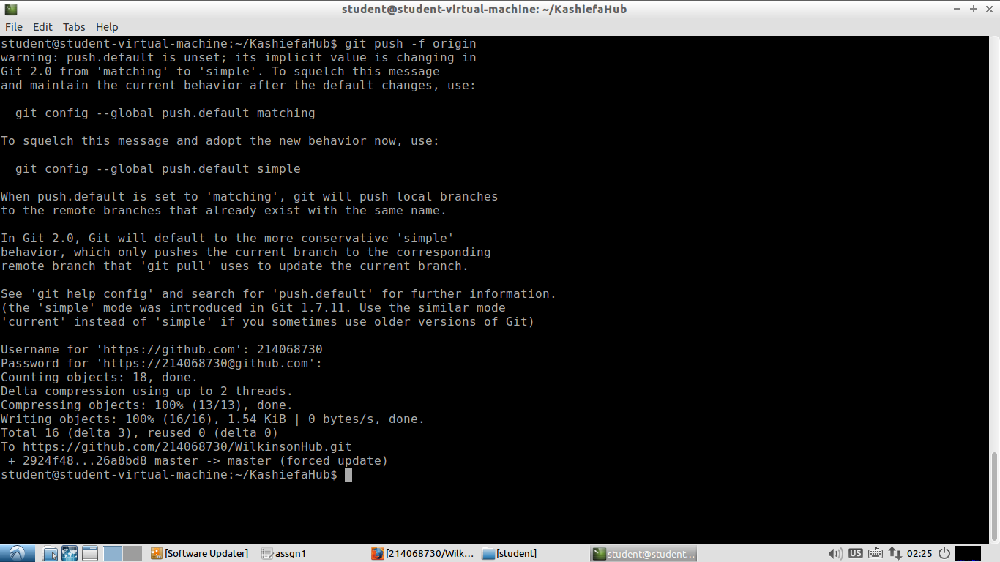 student@student-virtual-machine: ~/KashiefaHub
File Edit Tabs Help
student@student-virtual-machine:~/KashiefaHub$ git push -f origin
warning: push.default is unset; its implicit value is changing in
Git 2.0 from 'matching' to 'simple'. To squelch this message
and maintain the current behavior after the default changes, use:
git config --global push.default matching
To squelch this message and adopt the new behavior now, use:
git config --global push.default simple
When push.default is set to 'matching', git will push local branches
to the remote branches that already exist with the same name.
In Git 2.0, Git will default to the more conservative 'simple'
behavior, which only pushes the current branch to the corresponding
remote branch that 'git pull' uses to update the current branch.
See 'git help config' and search for 'push.default' for further information.
(the 'simple' mode was introduced in Git 1.7.11. Use the similar mode
'current' instead of 'simple' if you sometimes use older versions of Git)
Username for 'https://github.com': 214068730
Password for 'https://214068730@github.com':
Counting objects: 18, done.
Delta compression using up to 2 threads.
Compressing objects: 100% (13/13), done.
Writing objects: 100% (16/16), 1.54 KiB | 0 bytes/s, done.
Total 16 (delta 3), reused 0 (delta 0)
To https://github.com/214068730/WilkinsonHub.git
+ 2924f48...26a8bd8 master -> master (forced update)
student@student-virtual-machine:~/KashiefaHub$
[Software Updater] assgn1 [214068730/Wilk... [student] student@student... US 02:25